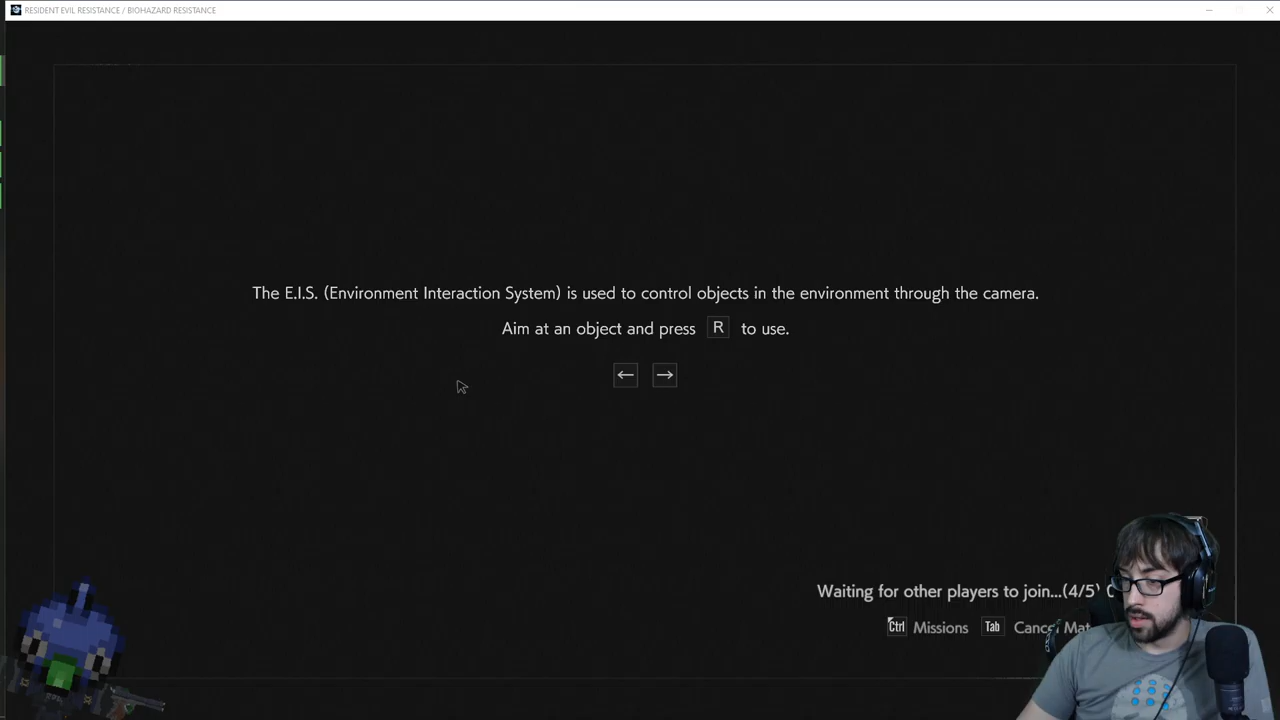 RESIDENT EVIL RESISTANCE / BIOHAZARD RESISTANCE
The E.I.S. (Environment Interaction System) is used to control objects in the environment through the camera.
Aim at an object and press R to use.
← →
Waiting for other players to join...(4/5)
Ctrl Missions Tab Cancel